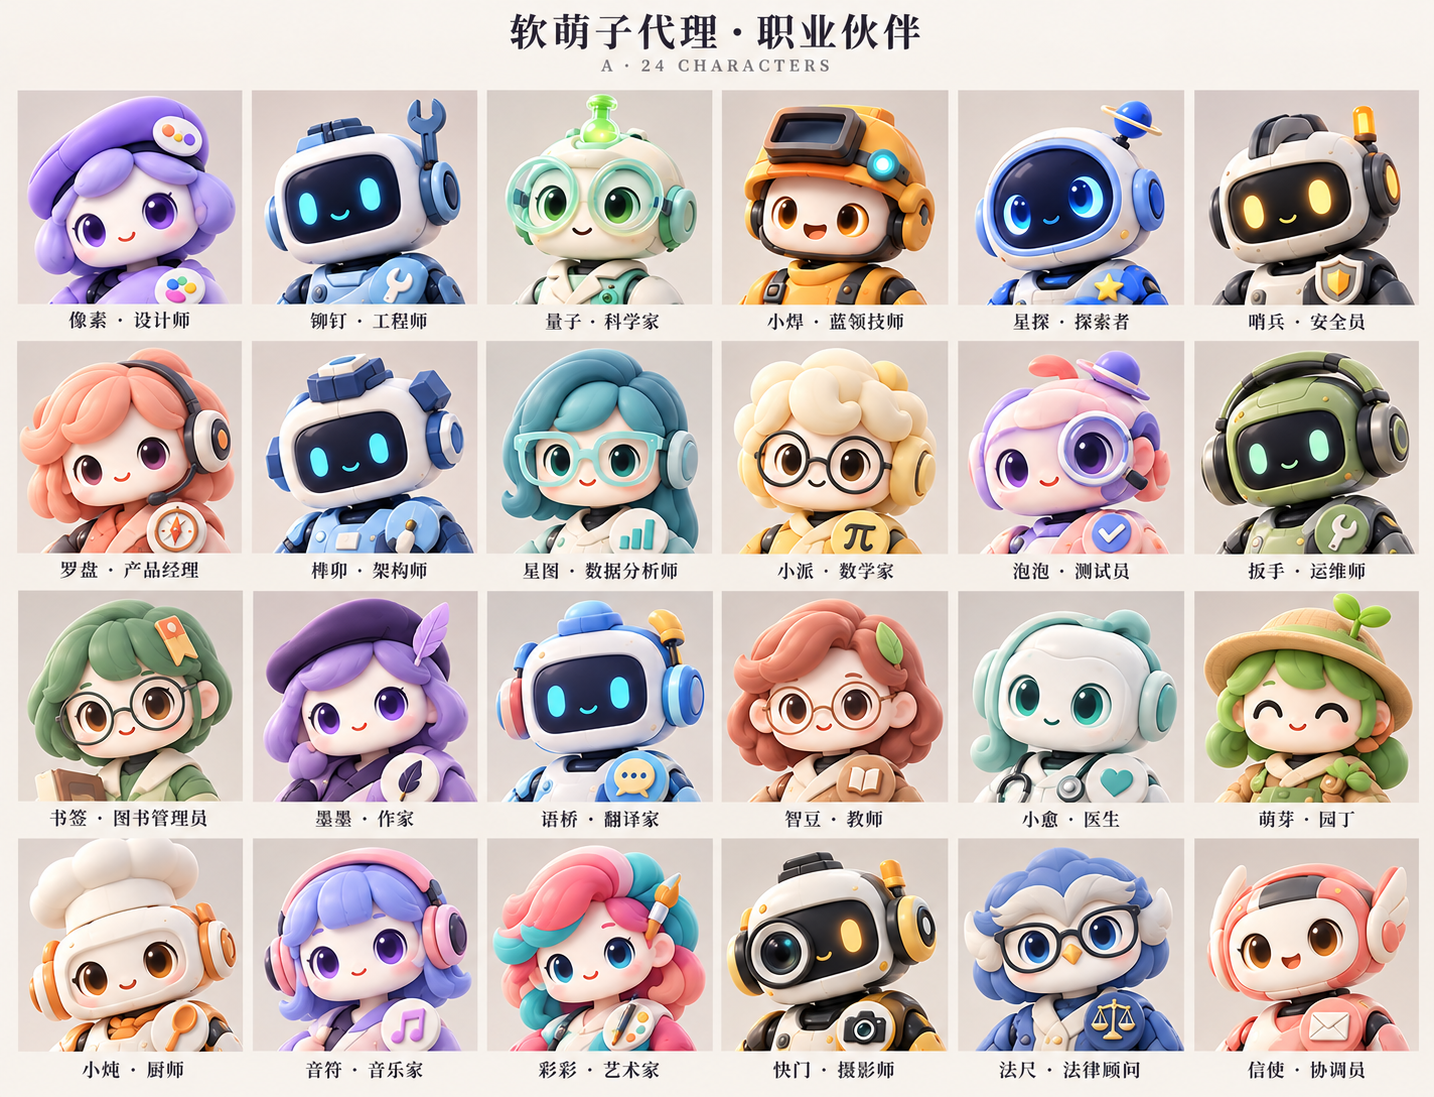 软萌子代理·职业伙伴
A · 24 CHARACTERS
像素 · 设计师
铆钉 · 工程师
量子 · 科学家
小焊 · 蓝领技师
星探 · 探索者
哨兵 · 安全员
罗盘 · 产品经理
榫卯 · 架构师
星图 · 数据分析师
π
小派 · 数学家
泡泡 · 测试员
扳手 · 运维师
书签 · 图书管理员
墨墨 · 作家
语桥 · 翻译家
智豆 · 教师
小愈 · 医生
萌芽 · 园丁
小炖 · 厨师
音符 · 音乐家
彩彩 · 艺术家
快门 · 摄影师
法尺 · 法律顾问
信使 · 协调员